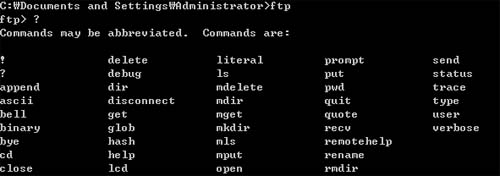 C:₩Documents and Settings₩Administrator>ftp
ftp> ?
Commands may be abbreviated.  Commands are:
!               delete          literal         prompt          send
?               debug           ls              put             status
append          dir             mdelete         pwd             trace
ascii           disconnect      mdir            quit            type
bell            get             mget            quote           user
binary          glob            mkdir           recv            verbose
bye             hash            mls             remotehelp
cd              help            mput            rename
close           lcd             open            rmdir